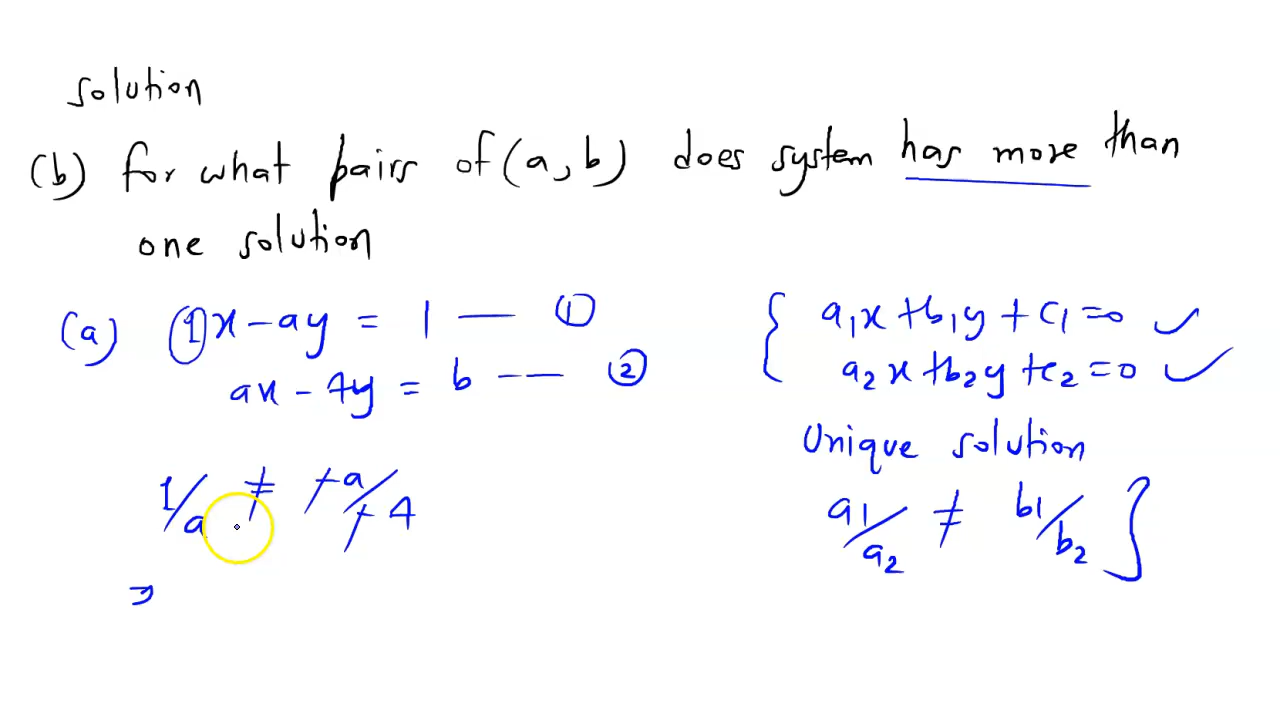 solution
(b) for what pairs of (a, b) does system has more than
one solution
(a) 1x - ay = 1 — ①
ax - 4y = b — — ②
{ a₁x + b₁y + c₁ = 0 ✓
a₂x + b₂y + c₂ = 0 ✓
Unique solution
1/a ≠ -a/-4
a₁/a₂ ≠ b₁/b₂ }
⇒